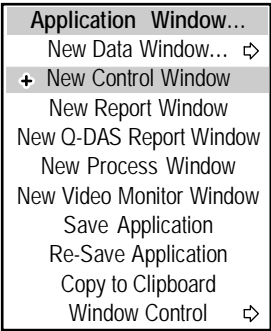 Application Window...
New Data Window...
New Control Window
New Report Window
New Q-DAS Report Window
New Process Window
New Video Monitor Window
Save Application
Re-Save Application
Copy to Clipboard
Window Control